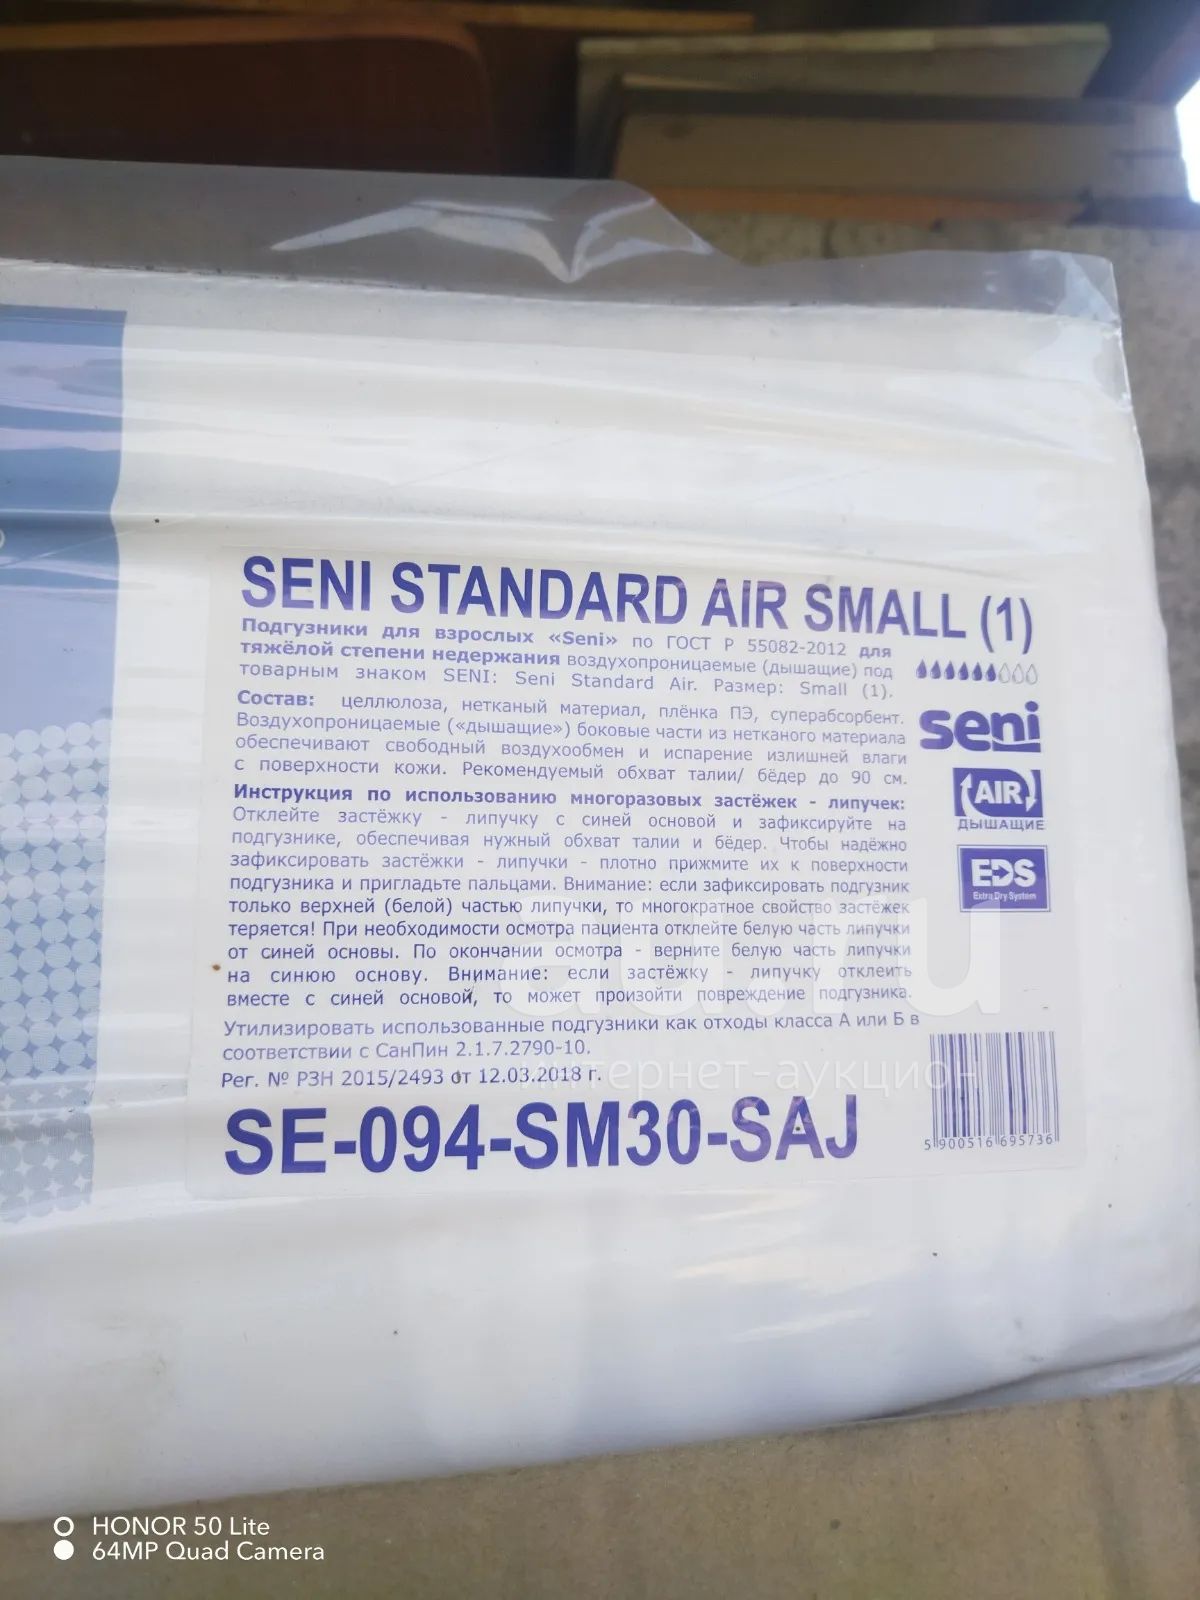 SENI STANDARD AIR SMALL (1)
Подгузники для взрослых «Seni» по ГОСТ Р 55082-2012 для
тяжёлой степени недержания воздухопроницаемые (дышащие) под
товарным знаком SENI: Seni Standard Air. Размер: Small (1).
Состав: целлюлоза, нетканый материал, плёнка ПЭ, суперабсорбент.
Воздухопроницаемые («дышащие») боковые части из нетканого материала
обеспечивают свободный воздухообмен и испарение излишней влаги
с поверхности кожи. Рекомендуемый обхват талии/ бёдер до 90 см.
Инструкция по использованию многоразовых застёжек - липучек:
Отклейте застёжку - липучку с синей основой и зафиксируйте на
подгузнике, обеспечивая нужный обхват талии и бёдер. Чтобы надёжно
зафиксировать застёжки - липучки - плотно прижмите их к поверхности
подгузника и пригладьте пальцами. Внимание: если зафиксировать подгузник
только верхней (белой) частью липучки, то многократное свойство застёжек
теряется! При необходимости осмотра пациента отклейте белую часть липучки
от синей основы. По окончании осмотра - верните белую часть липучки
на синюю основу. Внимание: если застёжку - липучку отклеить
вместе с синей основой, то может произойти повреждение подгузника.
Утилизировать использованные подгузники как отходы класса А или Б в
соответствии с СанПин 2.1.7.2790-10.
Рег. № РЗН 2015/2493 от 12.03.2018 г.
SE-094-SM30-SAJ
seni
AIR
ДЫШАЩИЕ
EDS
Extra Dry System
5 900516 695736
au.ru
интернет-аукцион
HONOR 50 Lite
64MP Quad Camera